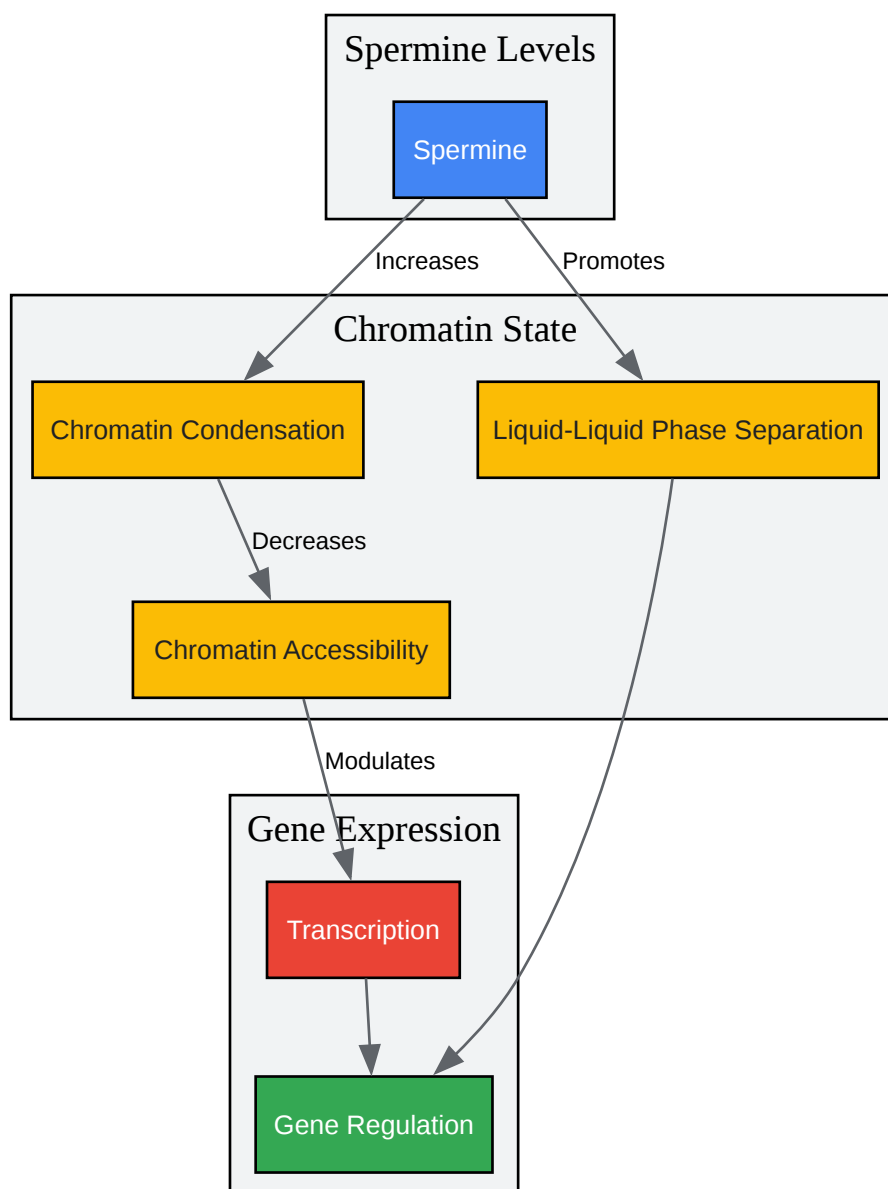 Spermine Levels
Spermine
Increases
Promotes
Chromatin State
Chromatin Condensation
Liquid-Liquid Phase Separation
Decreases
Chromatin Accessibility
Modulates
Gene Expression
Transcription
Gene Regulation